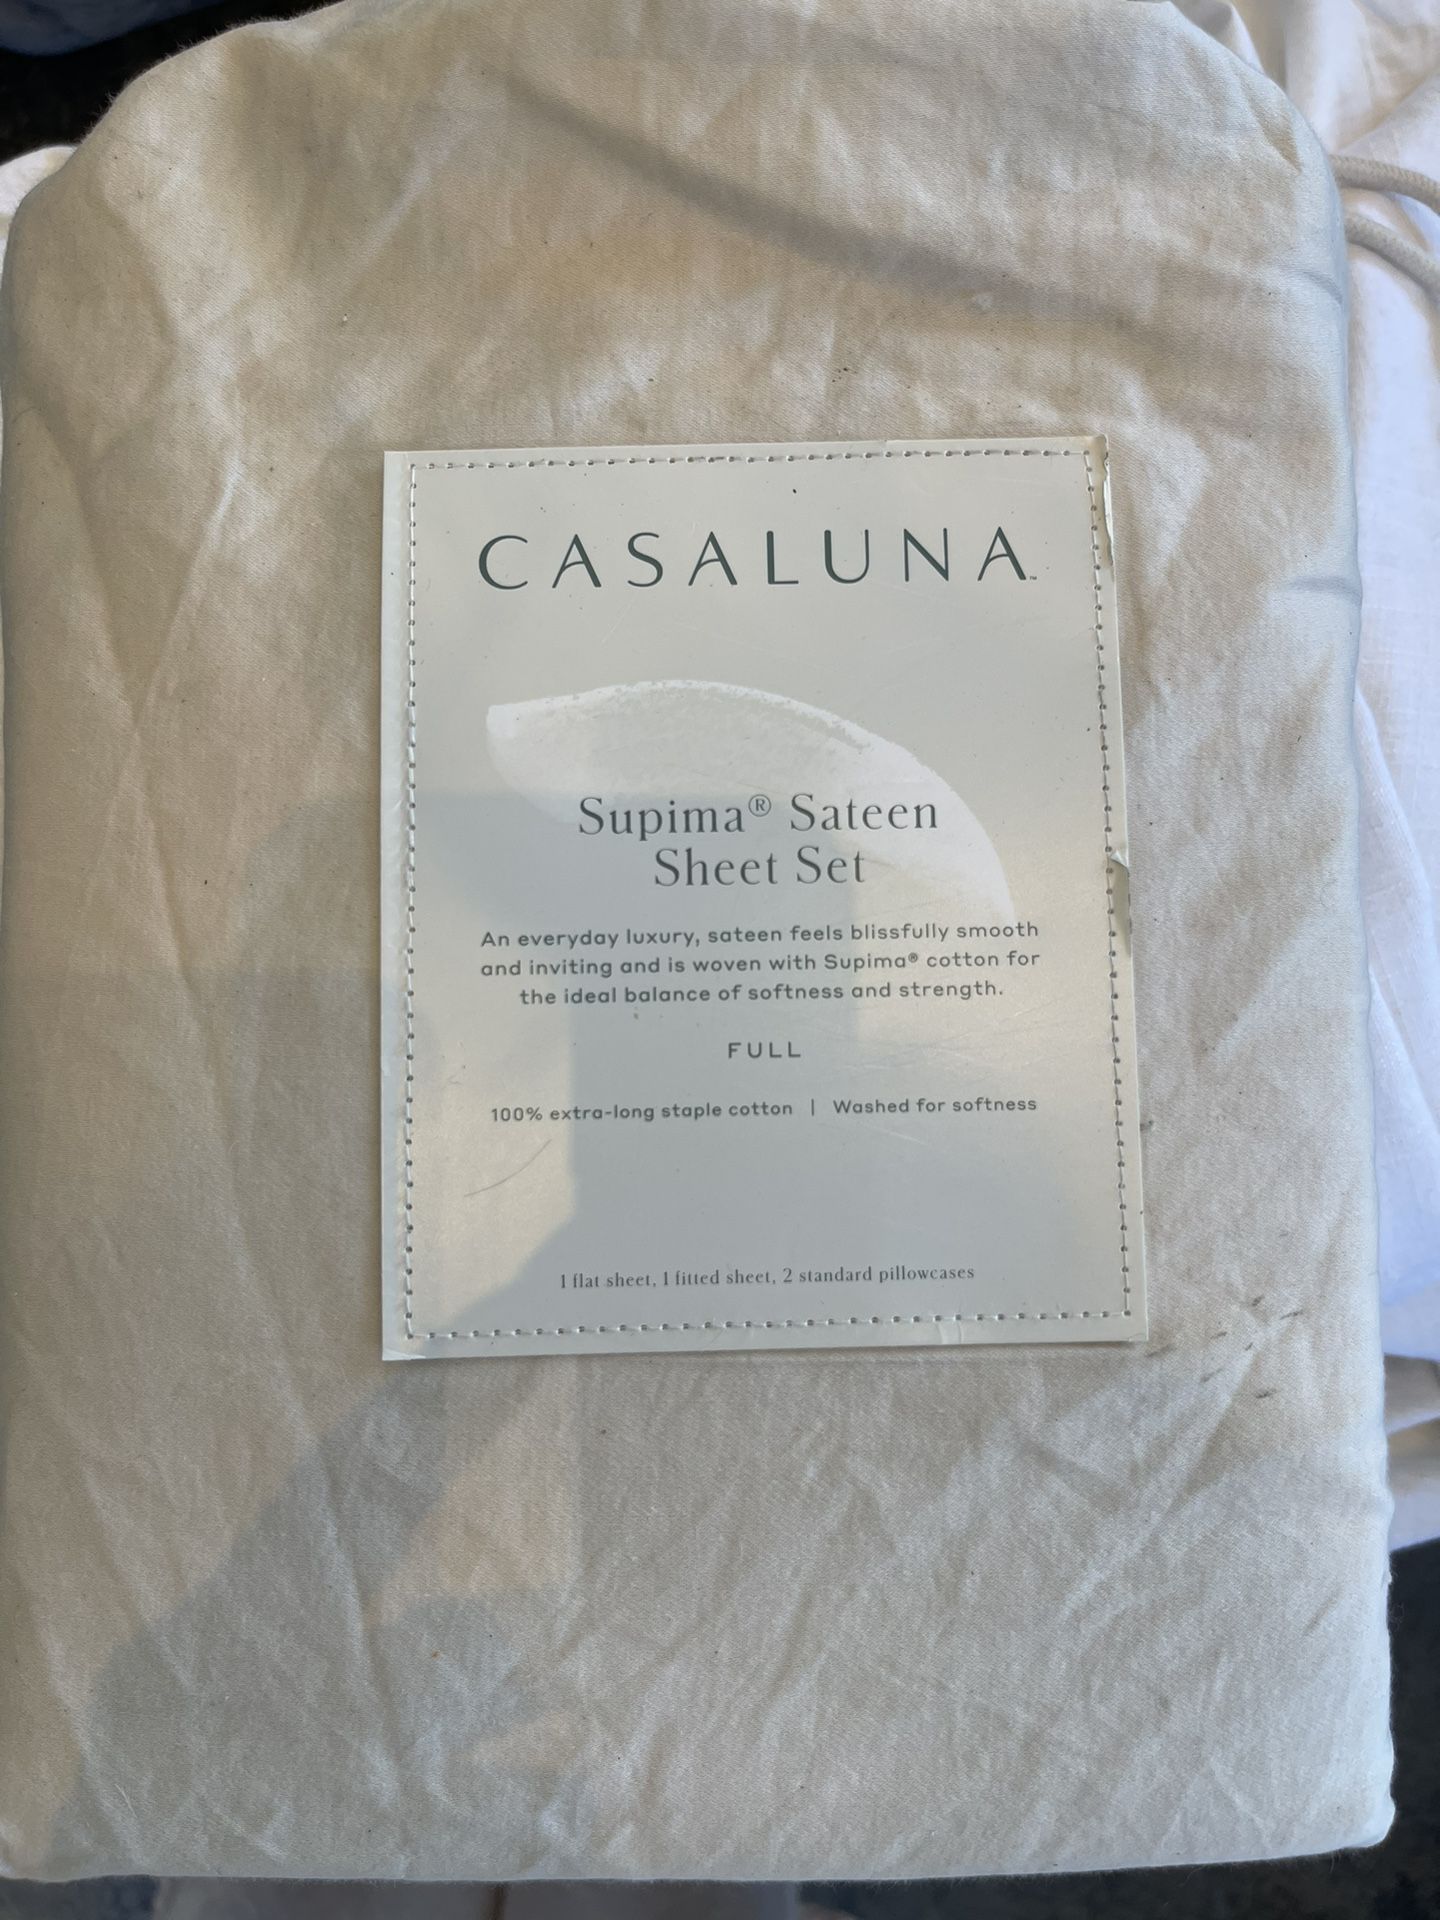 CASALUNA™
Supima® Sateen
Sheet Set
An everyday luxury, sateen feels blissfully smooth
and inviting and is woven with Supima® cotton for
the ideal balance of softness and strength.
FULL
100% extra-long staple cotton | Washed for softness
1 flat sheet, 1 fitted sheet, 2 standard pillowcases